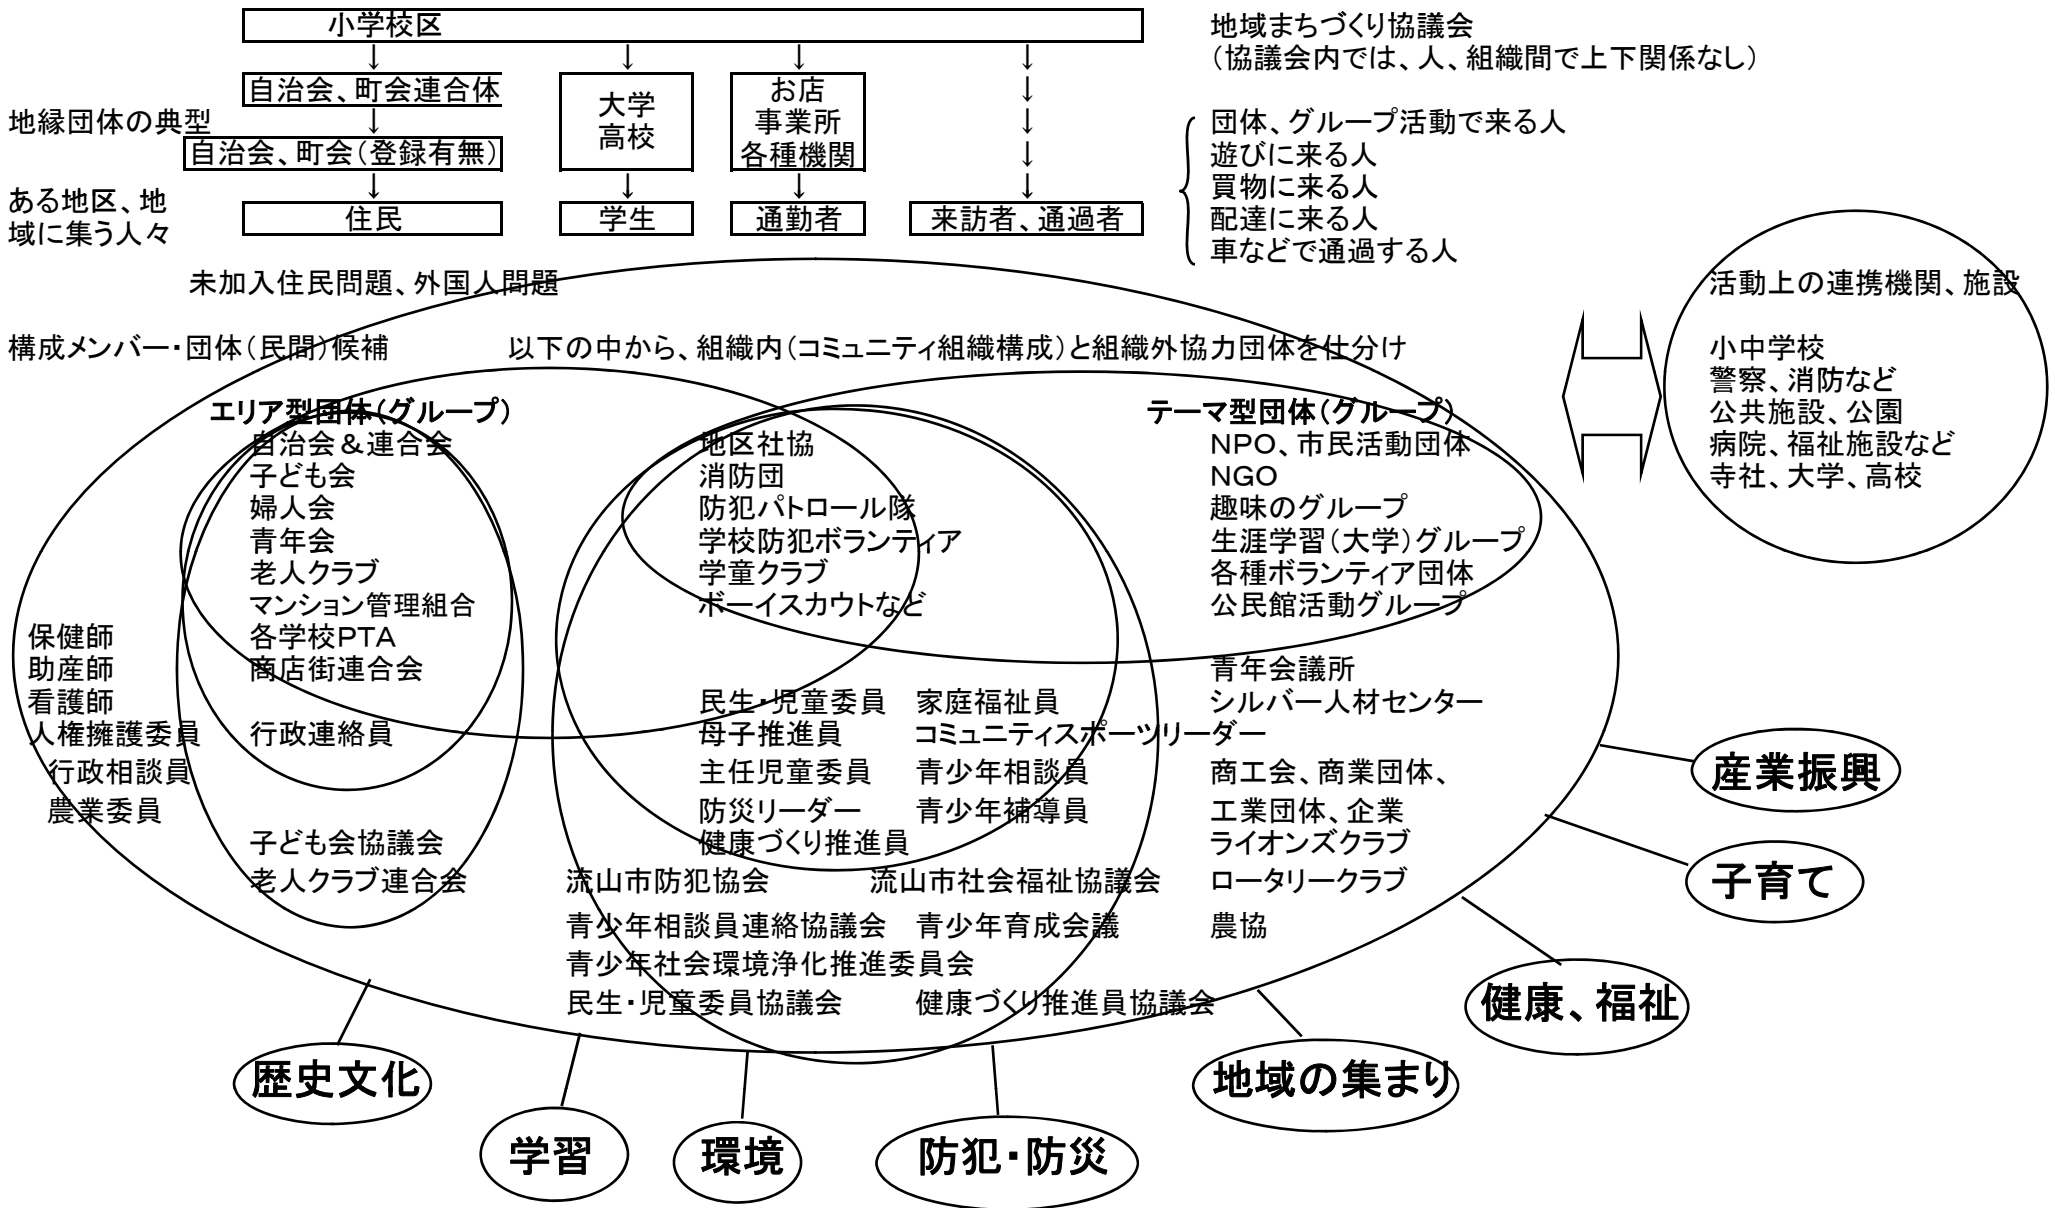 小学校区
地域まちづくり協議会
（協議会内では、人、組織間で上下関係なし）
↓ ↓ ↓ ↓
自治会、町会連合体
大学
高校
お店
事業所
各種機関
↓
地縁団体の典型
↓
↓
自治会、町会（登録有無）
↓
↓ ↓ ↓ ↓
ある地区、地
域に集う人々
住民
学生
通勤者
来訪者、通過者
団体、グループ活動で来る人
遊びに来る人
買物に来る人
配達に来る人
車などで通過する人
未加入住民問題、外国人問題
構成メンバー・団体（民間）候補
以下の中から、組織内（コミュニティ組織構成）と組織外協力団体を仕分け
活動上の連携機関、施設
小中学校
警察、消防など
公共施設、公園
病院、福祉施設など
寺社、大学、高校
エリア型団体（グループ）
自治会＆連合会
子ども会
婦人会
青年会
老人クラブ
マンション管理組合
各学校ＰＴＡ
商店街連合会
行政連絡員
子ども会協議会
老人クラブ連合会
保健師
助産師
看護師
人権擁護委員
行政相談員
農業委員
地区社協
消防団
防犯パトロール隊
学校防犯ボランティア
学童クラブ
ボーイスカウトなど
民生・児童委員 家庭福祉員
母子推進員 コミュニティスポーツリーダー
主任児童委員 青少年相談員
防災リーダー 青少年補導員
健康づくり推進員
流山市防犯協会 流山市社会福祉協議会
青少年相談員連絡協議会 青少年育成会議
青少年社会環境浄化推進委員会
民生・児童委員協議会 健康づくり推進員協議会
テーマ型団体（グループ）
ＮＰＯ、市民活動団体
ＮＧＯ
趣味のグループ
生涯学習（大学）グループ
各種ボランティア団体
公民館活動グループ
青年会議所
シルバー人材センター
商工会、商業団体、
工業団体、企業
ライオンズクラブ
ロータリークラブ
農協
産業振興
子育て
健康、福祉
地域の集まり
防犯・防災
環境
学習
歴史文化